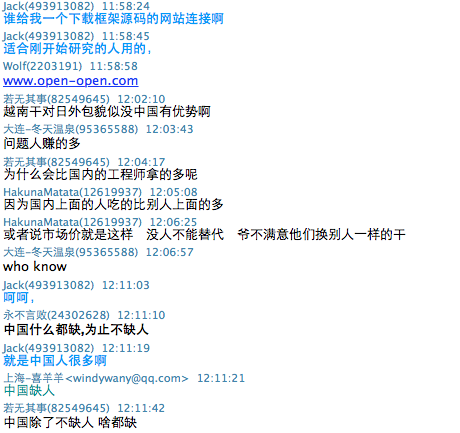 Jack(493913082) 11:58:24
谁给我一个下载框架源码的网站连接啊
Jack(493913082) 11:58:45
适合刚开始研究的人用的，
Wolf(2203191) 11:58:58
www.open-open.com
若无其事(82549645) 12:02:10
越南干对日外包貌似没中国有优势啊
大连-冬天温泉(95365588) 12:03:43
问题人赚的多
若无其事(82549645) 12:04:17
为什么会比国内的工程师拿的多呢
HakunaMatata(12619937) 12:05:08
因为国内上面的人吃的比别人上面的多
HakunaMatata(12619937) 12:06:25
或者说市场价就是这样 没人不能替代 爷不满意他们换别人一样的干
大连-冬天温泉(95365588) 12:06:57
who know
Jack(493913082) 12:11:03
呵呵，
永不言败(24302628) 12:11:10
中国什么都缺,为止不缺人
Jack(493913082) 12:11:19
就是中国人很多啊
上海-喜羊羊<windywany@qq.com> 12:11:21
中国缺人
若无其事(82549645) 12:11:42
中国除了不缺人 啥都缺